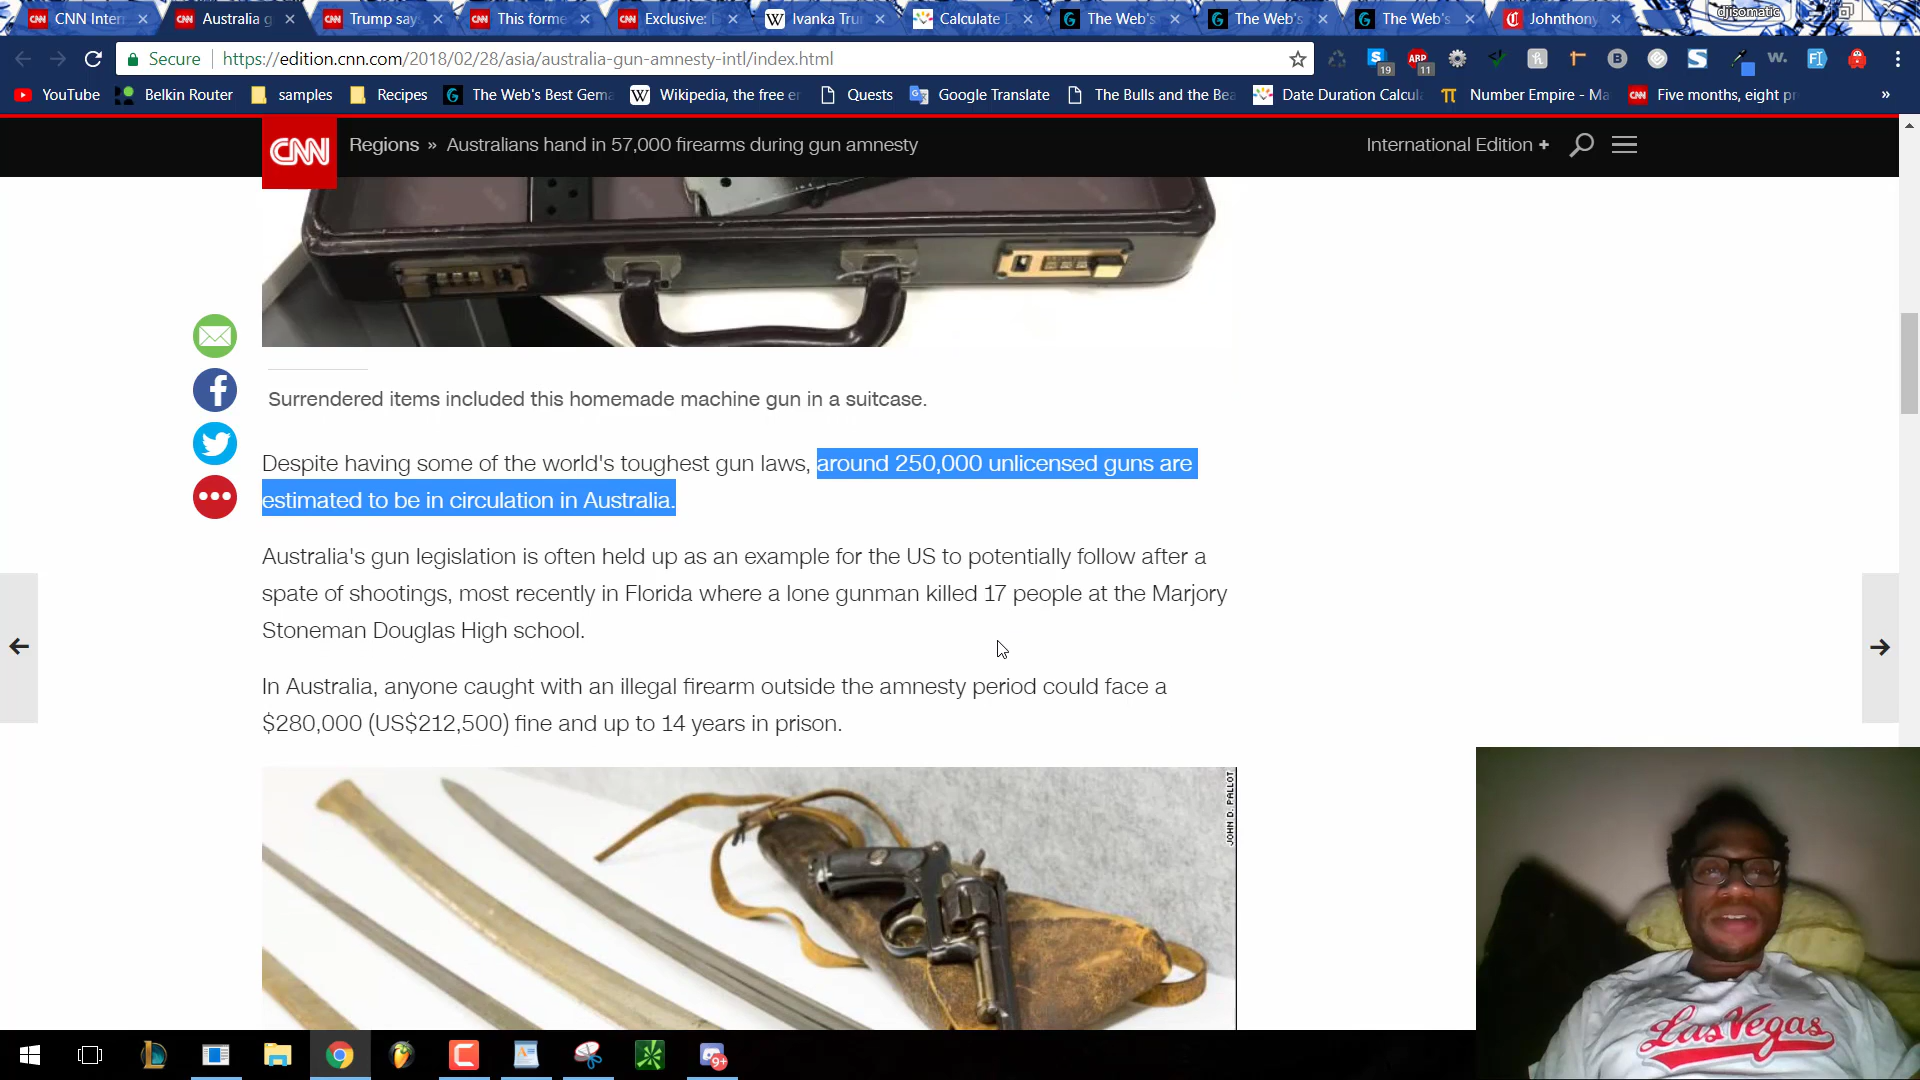 CNN Inter
Australia g
Trump say
This forme
Exclusive:
Ivanka Tru
Calculate
The Web's
The Web's
The Web's
Johnthony
djisomatic
Secure
https://edition.cnn.com/2018/02/28/asia/australia-gun-amnesty-intl/index.html
19
ABP
11
YouTube
Belkin Router
samples
Recipes
The Web's Best Gema
Wikipedia, the free en
Quests
Google Translate
The Bulls and the Bea
Date Duration Calcul
Number Empire - Ma
Five months, eight pr
»
CNN
Regions » Australians hand in 57,000 firearms during gun amnesty
International Edition +
Surrendered items included this homemade machine gun in a suitcase.
Despite having some of the world's toughest gun laws, around 250,000 unlicensed guns are
estimated to be in circulation in Australia.
Australia's gun legislation is often held up as an example for the US to potentially follow after a
spate of shootings, most recently in Florida where a lone gunman killed 17 people at the Marjory
Stoneman Douglas High school.
In Australia, anyone caught with an illegal firearm outside the amnesty period could face a
$280,000 (US$212,500) fine and up to 14 years in prison.
JOHN D. PALLOT
Las Vegas
9+